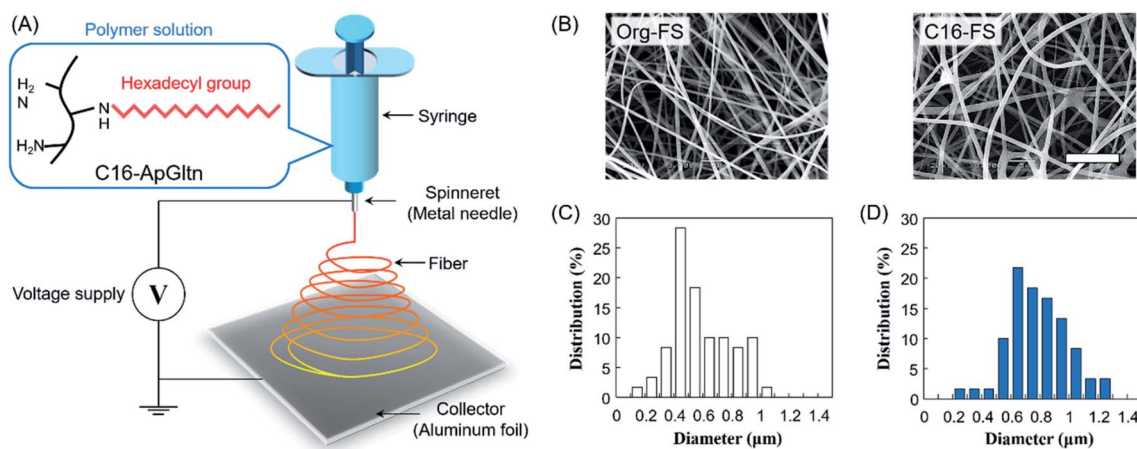 (A)
Polymer solution
H2
N
N
H
H2N
Hexadecyl group
C16-ApGltn
Syringe
Spinneret
(Metal needle)
Fiber
Voltage supply
V
Collector
(Aluminum foil)
(B)
Org-FS
C16-FS
(C)
30
25
20
15
10
5
0
Distribution (%)
0 0.2 0.4 0.6 0.8 1 1.2 1.4
Diameter (μm)
(D)
30
25
20
15
10
5
0
Distribution (%)
0 0.2 0.4 0.6 0.8 1 1.2 1.4
Diameter (μm)